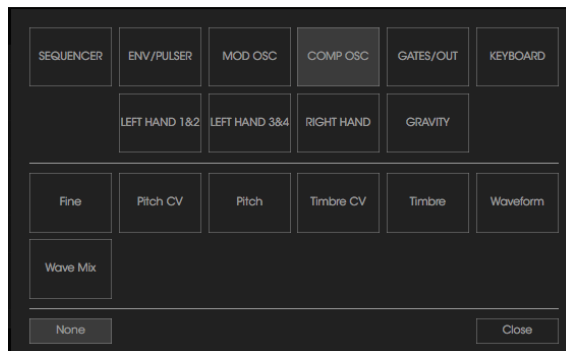 SEQUENCER ENV/PULSER MOD OSC COMP OSC GATES/OUT KEYBOARD
LEFT HAND 1&2 LEFT HAND 3&4 RIGHT HAND GRAVITY
Fine Pitch CV Pitch Timbre CV Timbre Waveform
Wave Mix
None Close